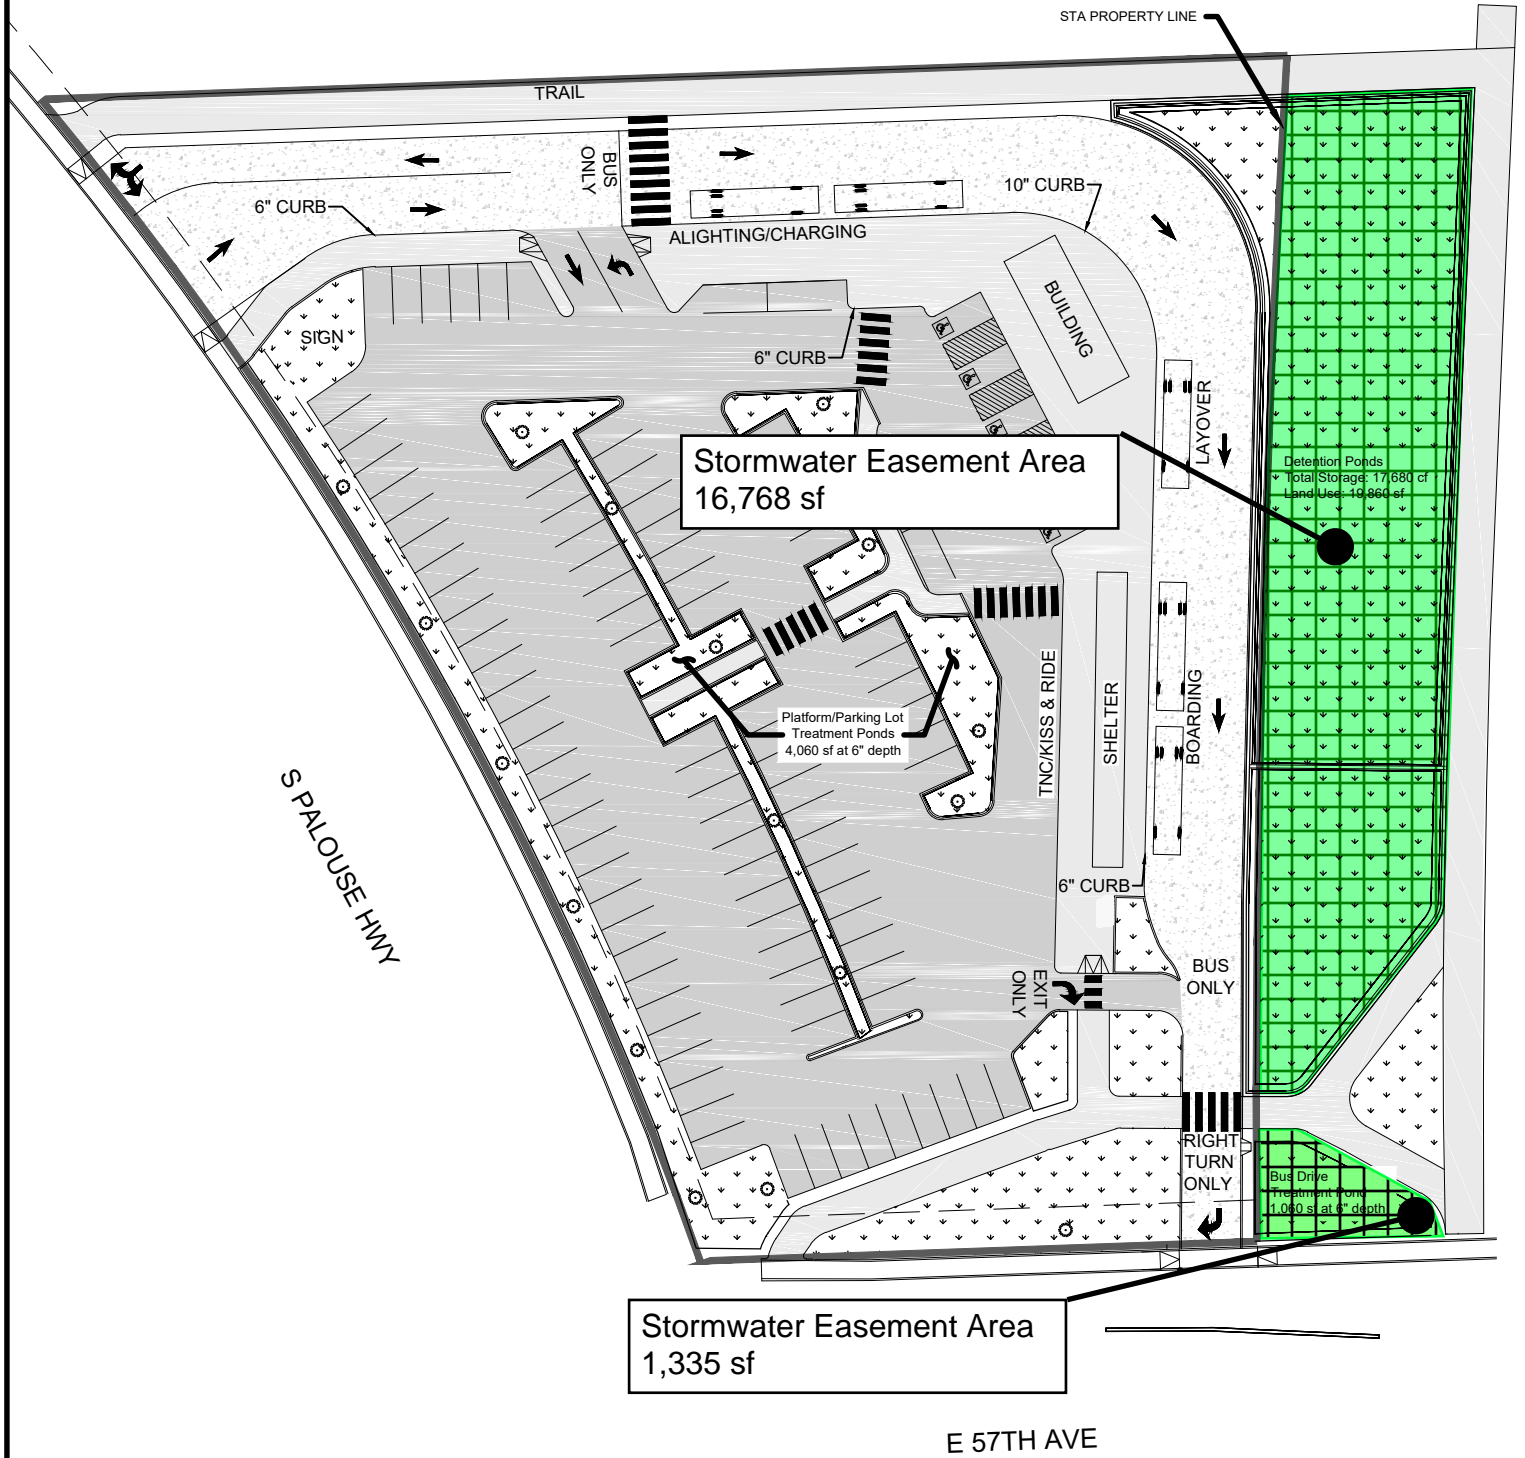 STA PROPERTY LINE
TRAIL
BUS
ONLY
6" CURB
10" CURB
ALIGHTING/CHARGING
SIGN
BUILDING
6" CURB
LAYOVER
Stormwater Easement Area
16,768 sf
Detention Ponds
Total Storage: 17,680 cf
Land Use: 19,860 sf
TNC/KISS & RIDE
SHELTER
BOARDING
Platform/Parking Lot
Treatment Ponds
4,060 sf at 6" depth
S PALOUSE HWY
6" CURB
EXIT
ONLY
BUS
ONLY
RIGHT
TURN
ONLY
Bus Drive
Treatment Pond
1,060 sf at 6" depth
Stormwater Easement Area
1,335 sf
E 57TH AVE